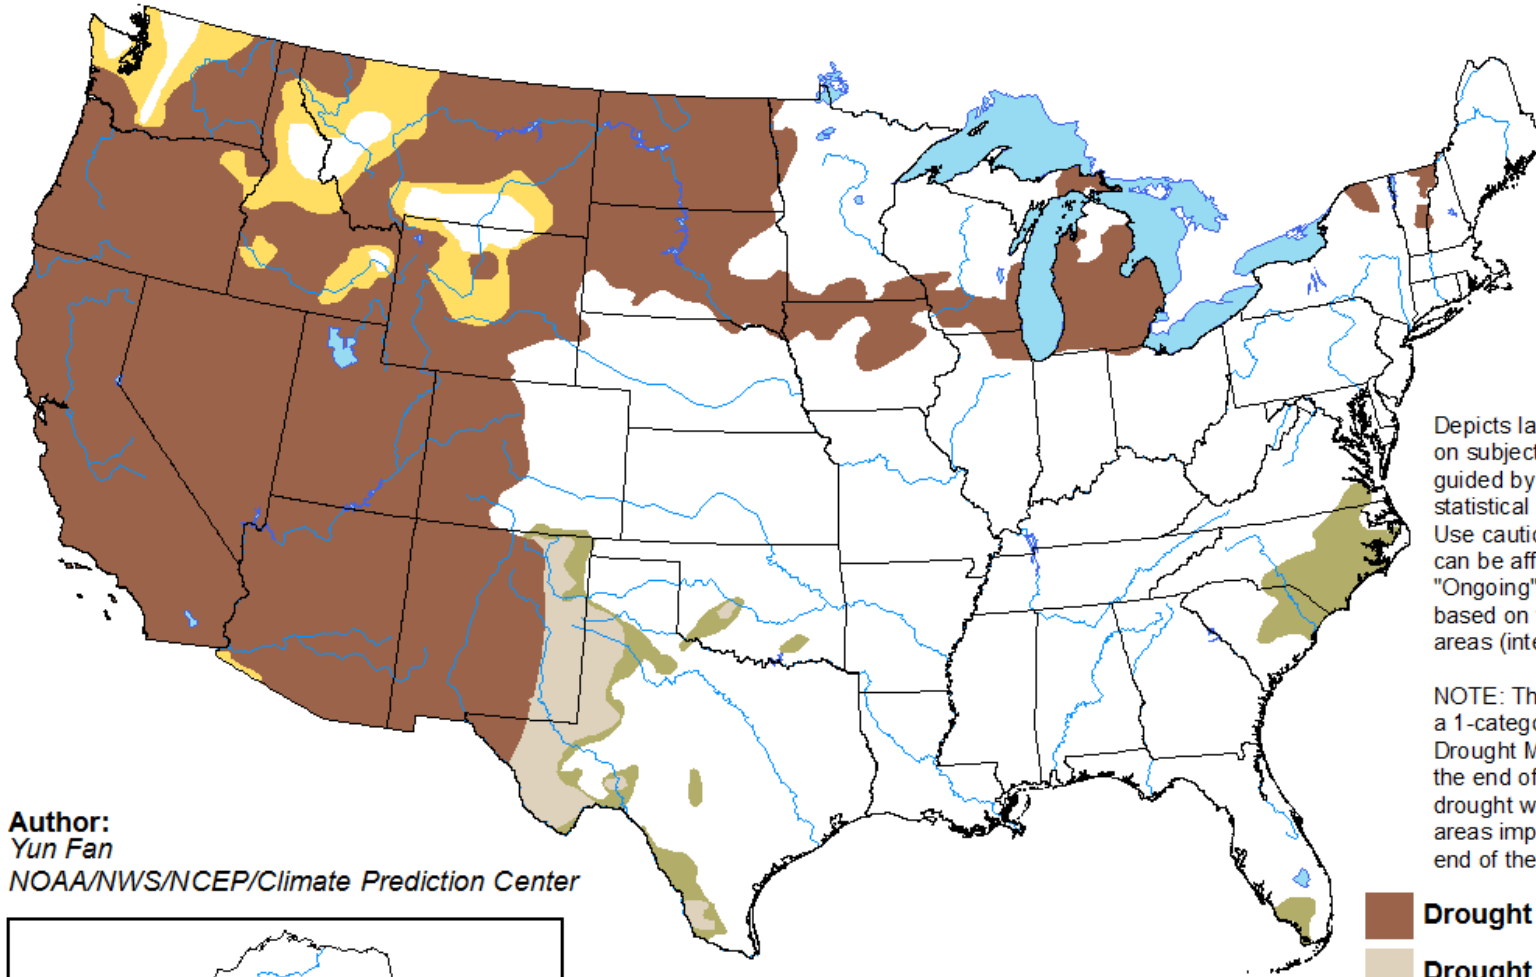 Depicts la
on subject
guided by
statistical
Use cautio
can be affe
"Ongoing"
based on
areas (inte
NOTE: Th
a 1-catego
Drought M
the end of
drought w
areas imp
end of the
Author:
Yun Fan
NOAA/NWS/NCEP/Climate Prediction Center
Drought
Drought